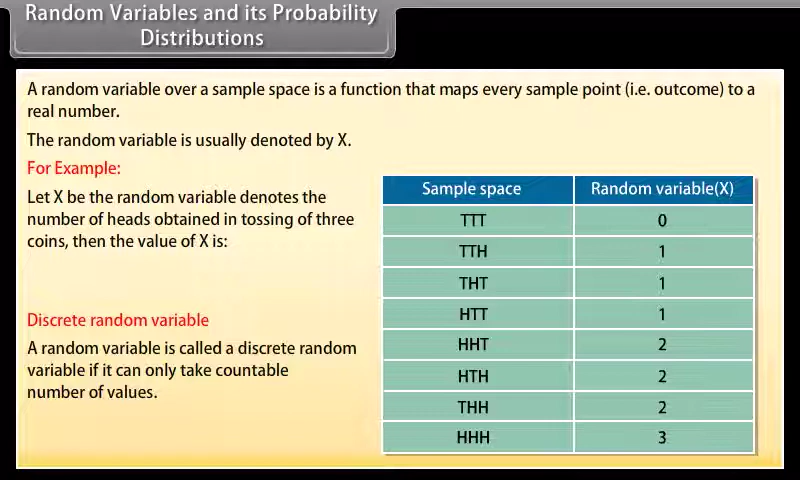 Random Variables and its Probability
Distributions
A random variable over a sample space is a function that maps every sample point (i.e. outcome) to a
real number.
The random variable is usually denoted by X.
For Example:
Let X be the random variable denotes the
number of heads obtained in tossing of three
coins, then the value of X is:
Sample space Random variable(X)
TTT 0
TTH 1
THT 1
HTT 1
HHT 2
HTH 2
THH 2
HHH 3
Discrete random variable
A random variable is called a discrete random
variable if it can only take countable
number of values.